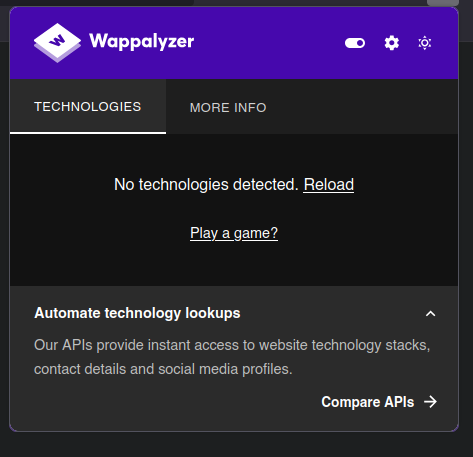 Wappalyzer
TECHNOLOGIES
MORE INFO
No technologies detected. Reload
Play a game?
Automate technology lookups
Our APIs provide instant access to website technology stacks,
contact details and social media profiles.
Compare APIs